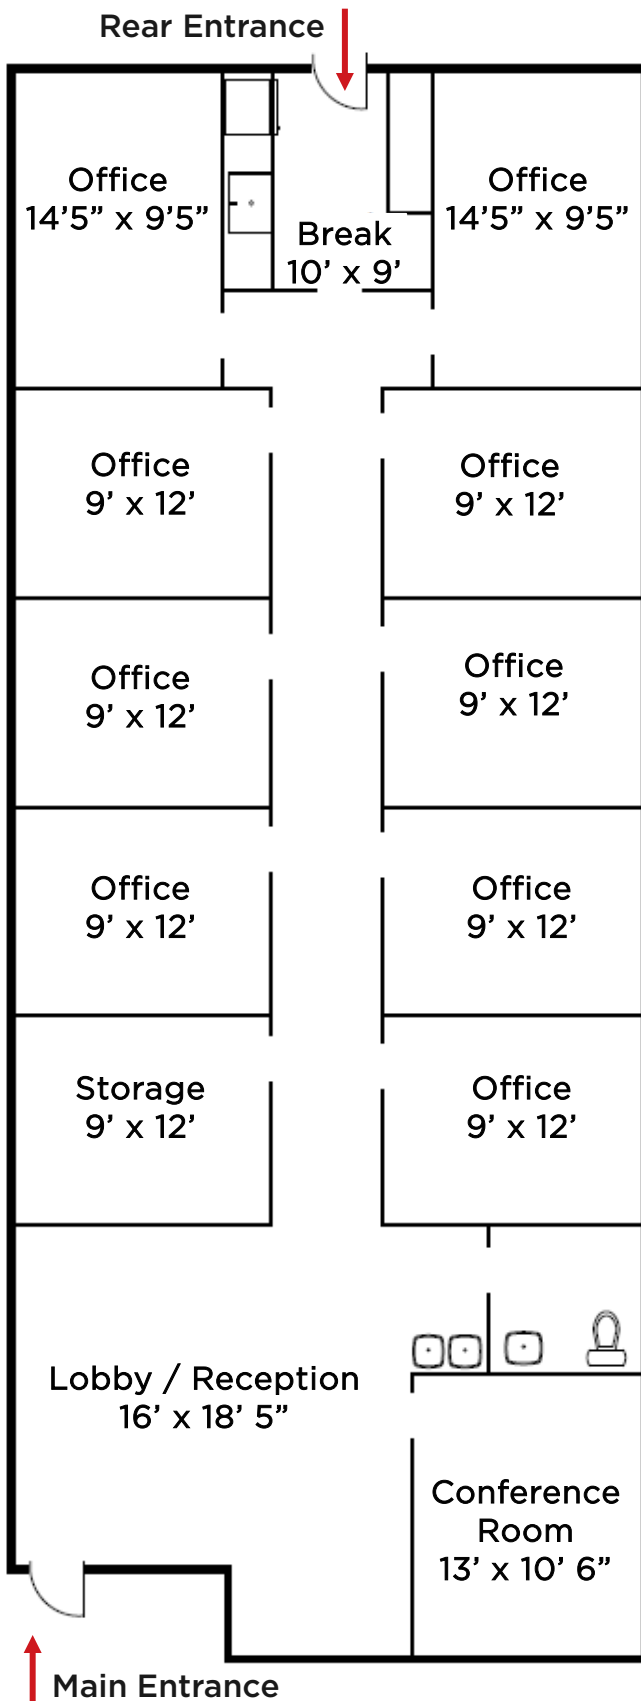 Rear Entrance
Office
14’5” x 9’5”
Break
10’ x 9’
Office
14’5” x 9’5”
Office
9’ x 12’
Office
9’ x 12’
Office
9’ x 12’
Office
9’ x 12’
Office
9’ x 12’
Office
9’ x 12’
Storage
9’ x 12’
Office
9’ x 12’
Lobby / Reception
16’ x 18’ 5”
Conference
Room
13’ x 10’ 6”
Main Entrance